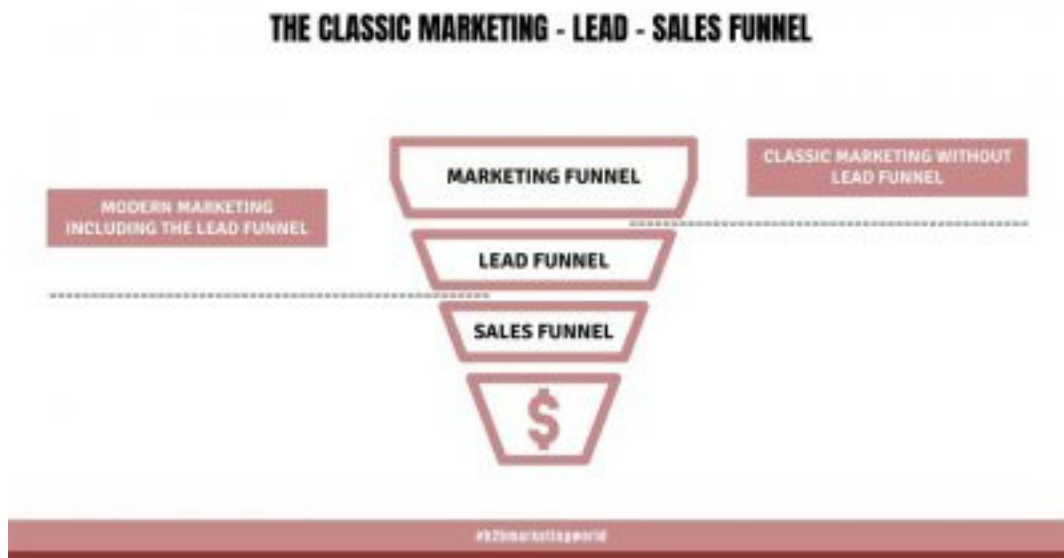 THE CLASSIC MARKETING - LEAD - SALES FUNNEL
MARKETING FUNNEL
CLASSIC MARKETING WITHOUT
LEAD FUNNEL
MODERN MARKETING
INCLUDING THE LEAD FUNNEL
LEAD FUNNEL
SALES FUNNEL
$
#b2bmarketingworld